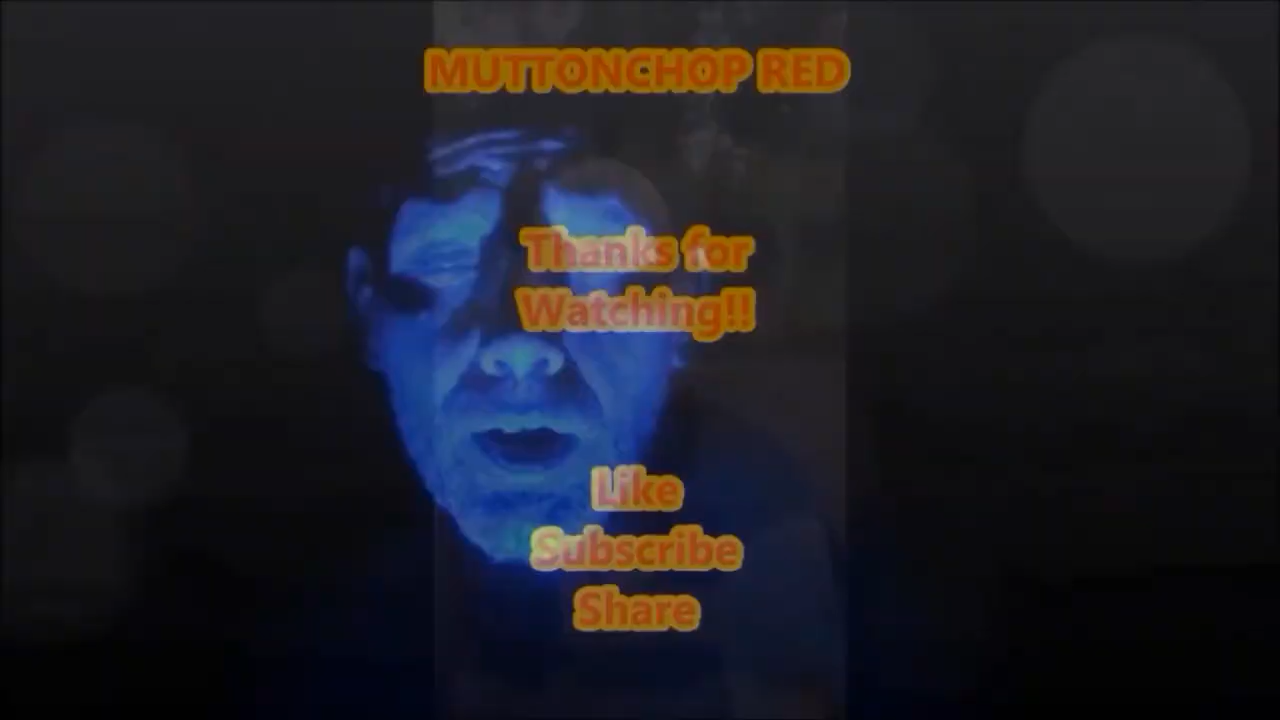 MUTTONCHOP RED
Thanks for
Watching!!
Like
Subscribe
Share